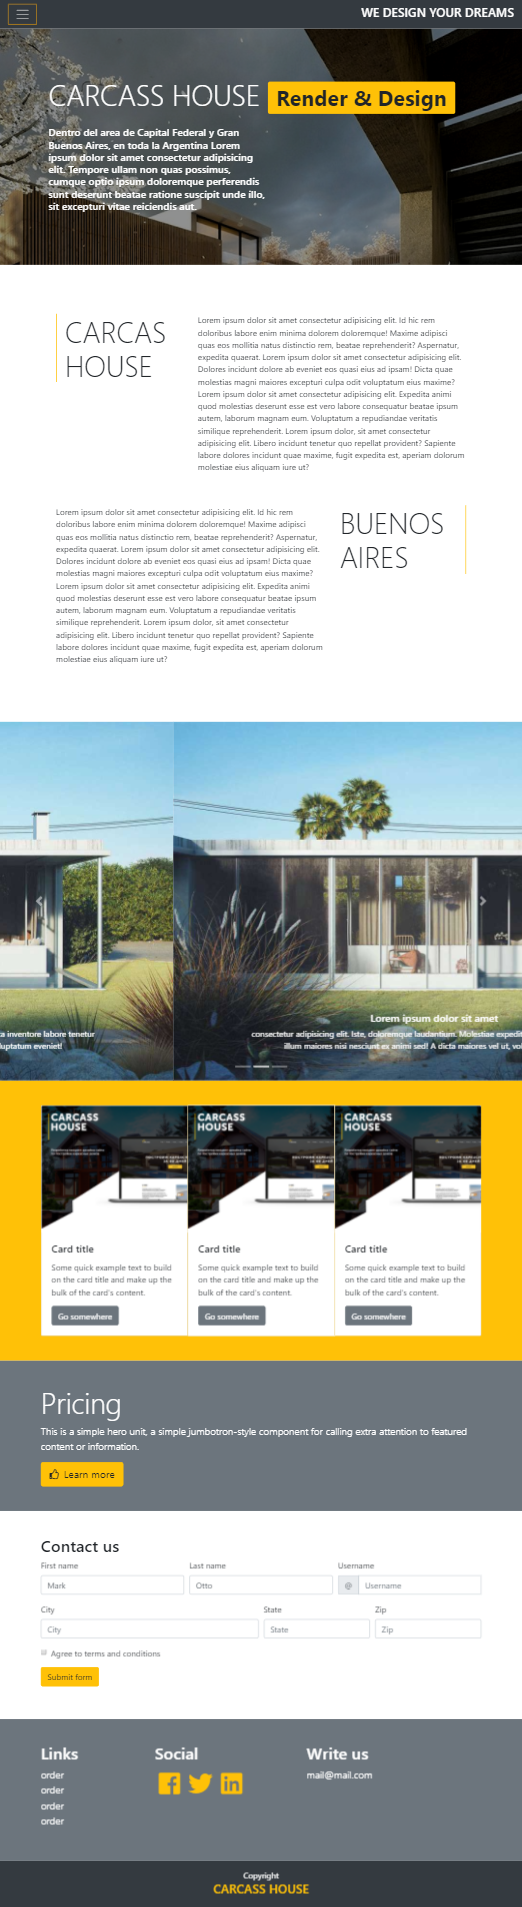 WE DESIGN YOUR DREAMS
CARCASS HOUSE Render & Design
Dentro del area de Capital Federal y Gran
Buenos Aires, en toda la Argentina Lorem
ipsum dolor sit amet consectetur adipisicing
elit. Tempore ullam non quas possimus,
cumque optio ipsum doloremque perferendis
sunt deserunt beatae ratione suscipit unde illo,
sit excepturi vitae reiciendis aut.
CARCAS
HOUSE
Lorem ipsum dolor sit amet consectetur adipisicing elit. Id hic rem
doloribus labore enim minima dolorem doloremque! Maxime adipisci
quas eos mollitia natus distinctio rem, beatae reprehenderit? Aspernatur,
expedita quaerat. Lorem ipsum dolor sit amet consectetur adipisicing elit.
Dolores incidunt dolore ab eveniet eos quasi eius ad ipsam! Dicta quae
molestias magni maiores excepturi culpa odit voluptatum eius maxime?
Lorem ipsum dolor sit amet consectetur adipisicing elit. Expedita animi
quod molestias deserunt esse est vero labore consequatur beatae ipsum
autem, laborum magnam eum. Voluptatum a repudiandae veritatis
similique reprehenderit. Lorem ipsum dolor, sit amet consectetur
adipisicing elit. Libero incidunt tenetur quo repellat provident? Sapiente
labore dolores incidunt quae maxime, fugit expedita est, aperiam dolorum
molestiae eius aliquam iure ut?
Lorem ipsum dolor sit amet consectetur adipisicing elit. Id hic rem
doloribus labore enim minima dolorem doloremque! Maxime adipisci
quas eos mollitia natus distinctio rem, beatae reprehenderit? Aspernatur,
expedita quaerat. Lorem ipsum dolor sit amet consectetur adipisicing elit.
Dolores incidunt dolore ab eveniet eos quasi eius ad ipsam! Dicta quae
molestias magni maiores excepturi culpa odit voluptatum eius maxime?
Lorem ipsum dolor sit amet consectetur adipisicing elit. Expedita animi
quod molestias deserunt esse est vero labore consequatur beatae ipsum
autem, laborum magnam eum. Voluptatum a repudiandae veritatis
similique reprehenderit. Lorem ipsum dolor, sit amet consectetur
adipisicing elit. Libero incidunt tenetur quo repellat provident? Sapiente
labore dolores incidunt quae maxime, fugit expedita est, aperiam dolorum
molestiae eius aliquam iure ut?
BUENOS
AIRES
ta inventore labore tenetur
luptatum eveniet!
Lorem ipsum dolor sit amet
consectetur adipisicing elit. Iste, doloremque laudantium. Molestiae expedit
illum maiores nisi nesciunt ex animi sed! A dicta maiores vel ut, vo
CARCASS
HOUSE
CARCASS
HOUSE
CARCASS
HOUSE
Card title
Some quick example text to build
on the card title and make up the
bulk of the card's content.
Go somewhere
Card title
Some quick example text to build
on the card title and make up the
bulk of the card's content.
Go somewhere
Card title
Some quick example text to build
on the card title and make up the
bulk of the card's content.
Go somewhere
Pricing
This is a simple hero unit, a simple jumbotron-style component for calling extra attention to featured
content or information.
Learn more
Contact us
First name Last name Username
Mark Otto @ Username
City State Zip
City State Zip
Agree to terms and conditions
Submit form
Links
order
order
order
order
Social
Write us
mail@mail.com
Copyright
CARCASS HOUSE